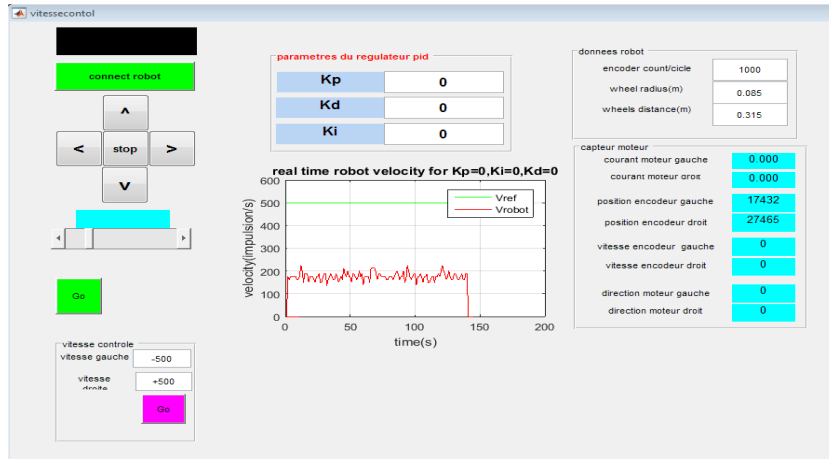 vitessecontol
connect robot
^
< stop >
v
Go
vitesse controle
vitesse gauche -500
vitesse droite +500
Go
parametres du regulateur pid
Kp 0
Kd 0
Ki 0
real time robot velocity for Kp=0,Ki=0,Kd=0
velocity(impulsion/s)
600
500
400
300
200
100
0
0 50 100 150 200
time(s)
Vref
Vrobot
donnees robot
encoder count/cicle 1000
wheel radius(m) 0.085
wheels distance(m) 0.315
capteur moteur
courant moteur gauche 0.000
courant moteur droit 0.000
position encodeur gauche 17432
position encodeur droit 27465
vitesse encodeur gauche 0
vitesse encodeur droit 0
direction moteur gauche 0
direction moteur droit 0